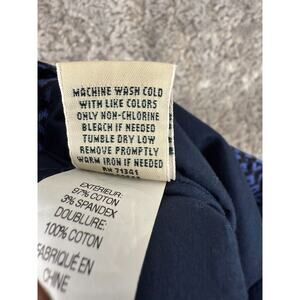 MACHINE WASH COLD
WITH LIKE COLORS
ONLY NON-CHLORINE
BLEACH IF NEEDED
TUMBLE DRY LOW
REMOVE PROMPTLY
WARM IRON IF NEEDED
RN 71341
EXTÉRIEUR:
97% COTON
3% SPANDEX
DOUBLURE:
100% COTON
FABRIQUÉ EN
CHINE